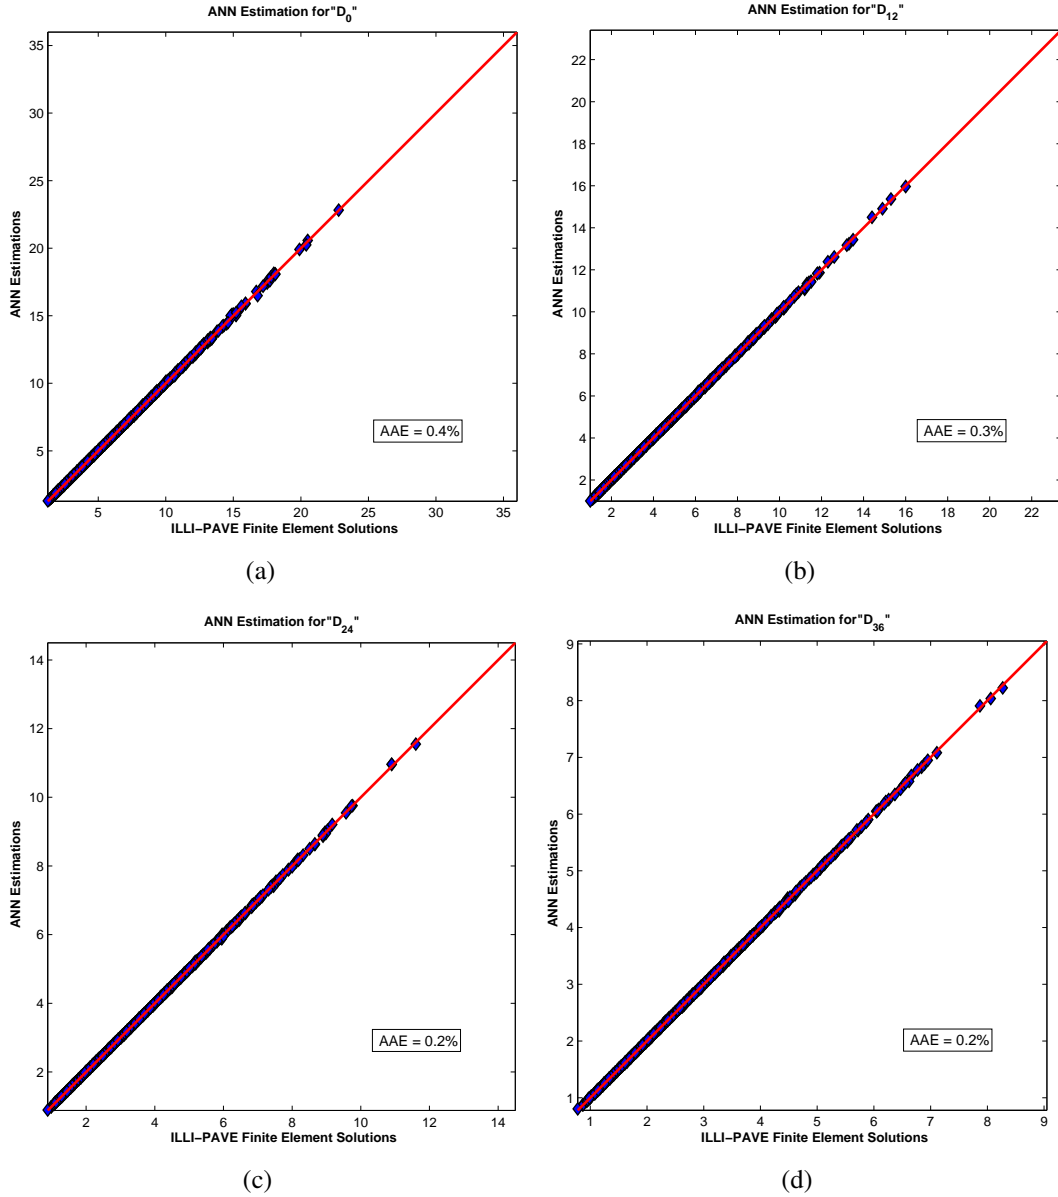 ANN Estimation for"D0"
35
30
25
20
15
10
5
ANN Estimations
AAE = 0.4%
5 10 15 20 25 30 35
ILLI−PAVE Finite Element Solutions
(a)
ANN Estimation for"D12"
22
20
18
16
14
12
10
8
6
4
2
ANN Estimations
AAE = 0.3%
2 4 6 8 10 12 14 16 18 20 22
ILLI−PAVE Finite Element Solutions
(b)
ANN Estimation for"D24"
14
12
10
8
6
4
2
ANN Estimations
AAE = 0.2%
2 4 6 8 10 12 14
ILLI−PAVE Finite Element Solutions
(c)
ANN Estimation for"D36"
9
8
7
6
5
4
3
2
1
ANN Estimations
AAE = 0.2%
1 2 3 4 5 6 7 8 9
ILLI−PAVE Finite Element Solutions
(d)